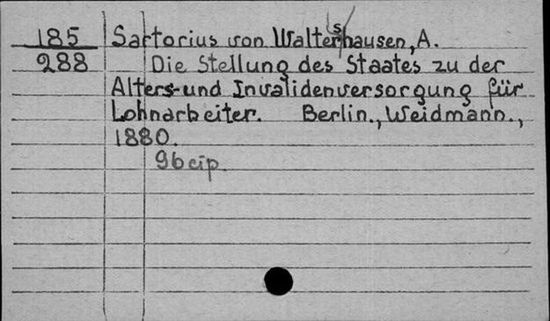 185 Sartorius von Waltershausen, A.
288 Die Stellung des Staates zu der
Alters- und Invalidenversorgung für
Lohnarbeiter. Berlin., Weidmann.,
1880.